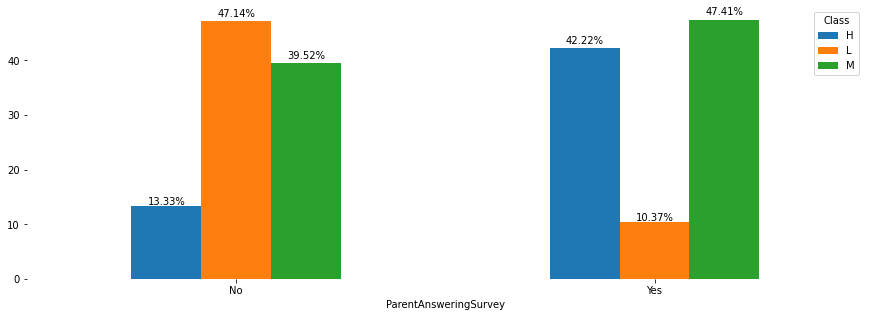 47.14%
47.41%
Class
H
L
M
42.22%
39.52%
13.33%
10.37%
40
30
20
10
0
No
Yes
ParentAnsweringSurvey